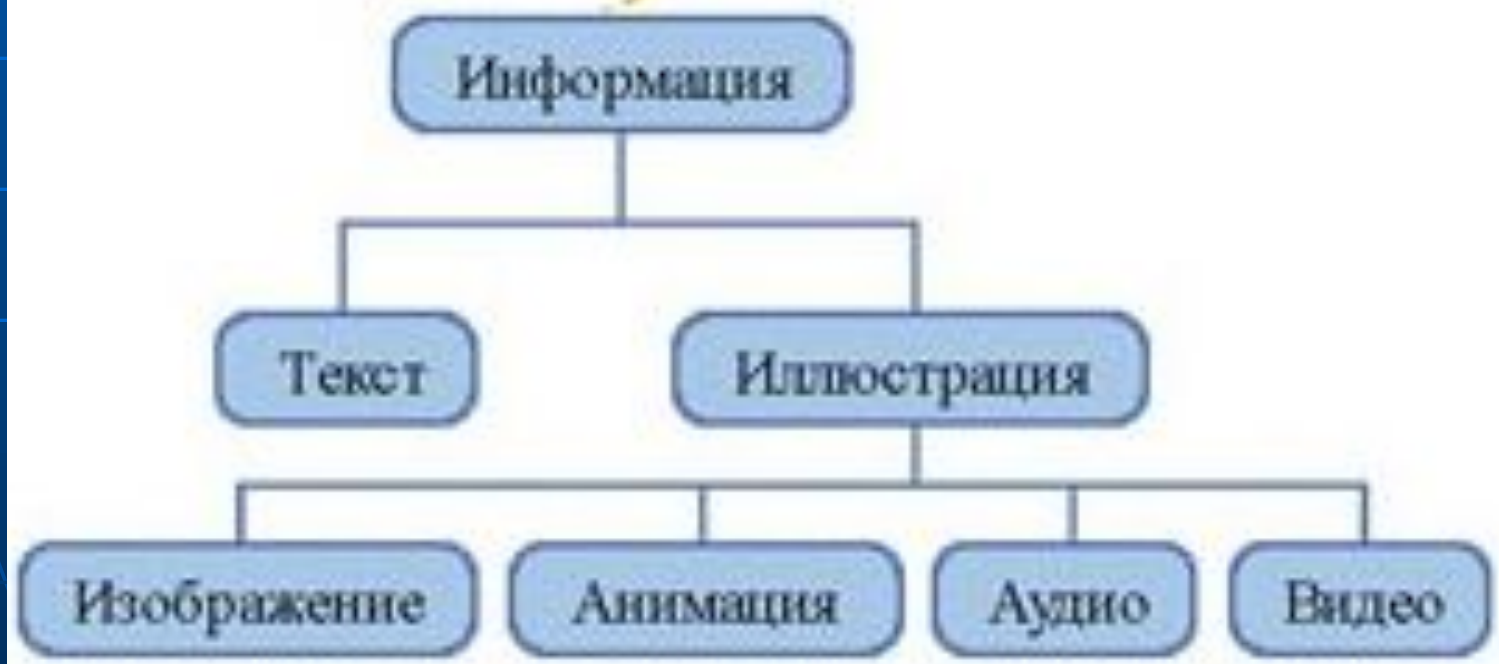 Информация
Текст Иллюстрация
Изображение Анимация Аудио Видео